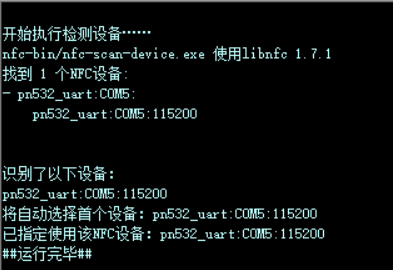 开始执行检测设备……
nfc-bin/nfc-scan-device.exe 使用libnfc 1.7.1
找到 1 个NFC设备:
- pn532_uart:COM5:
    pn532_uart:COM5:115200
识别了以下设备：
pn532_uart:COM5:115200
将自动选择首个设备：pn532_uart:COM5:115200
已指定使用该NFC设备：pn532_uart:COM5:115200
##运行完毕##